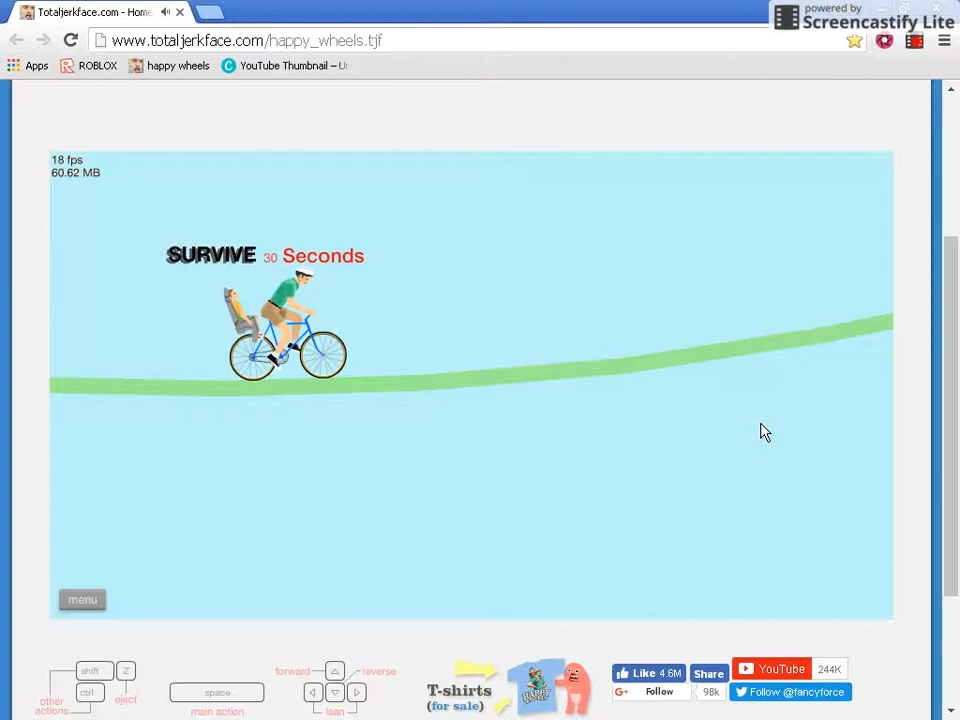 Totaljerkface.com - Home
powered by
Screencastify Lite
www.totaljerkface.com/happy_wheels.tjf
Apps
ROBLOX
happy wheels
YouTube Thumbnail – Ur
18 fps
60.62 MB
SURVIVE 30 Seconds
menu
shift
Z
ctrl
eject
other
actions
space
main action
forward
reverse
lean
T-shirts
(for sale)
Like 4.6M
Share
YouTube
244K
G+ Follow
98k
Follow @fancyforce